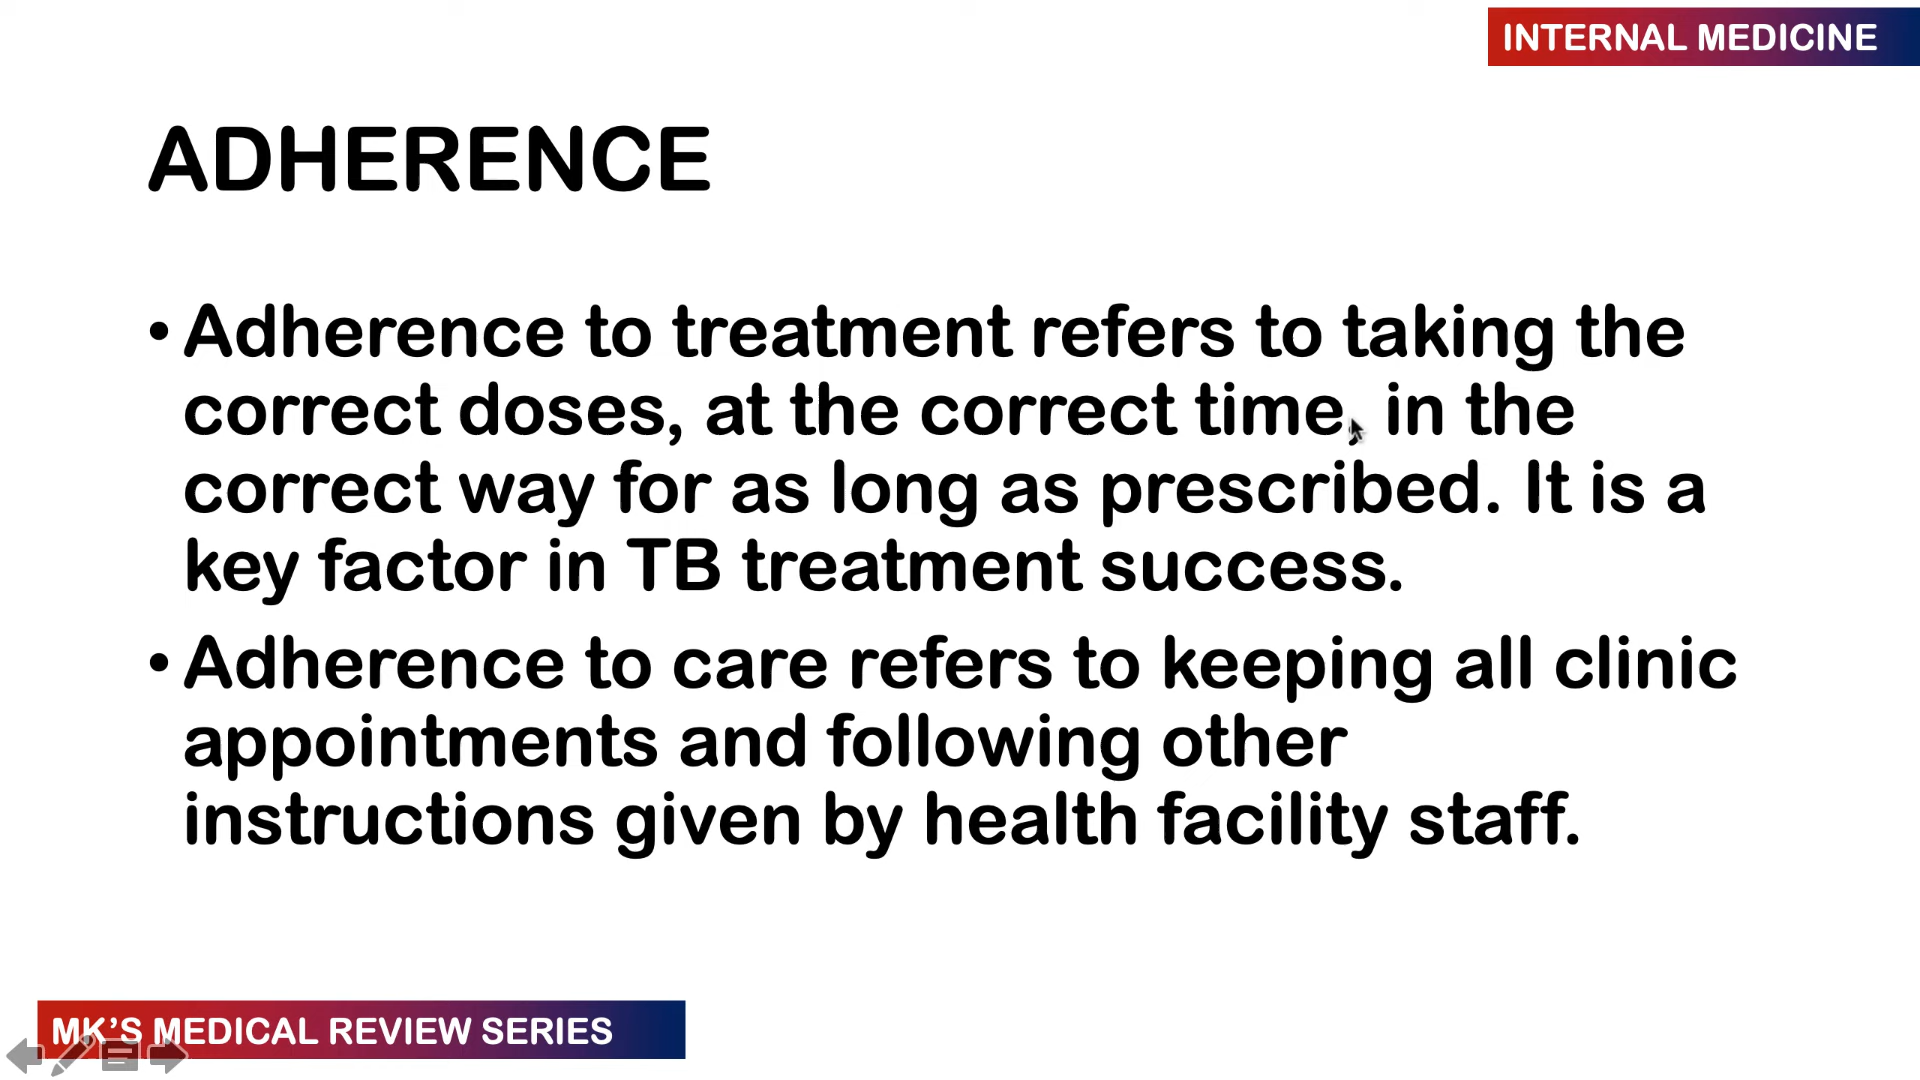 INTERNAL MEDICINE
ADHERENCE
• Adherence to treatment refers to taking the
correct doses, at the correct time, in the
correct way for as long as prescribed. It is a
key factor in TB treatment success.
• Adherence to care refers to keeping all clinic
appointments and following other
instructions given by health facility staff.
MK’S MEDICAL REVIEW SERIES